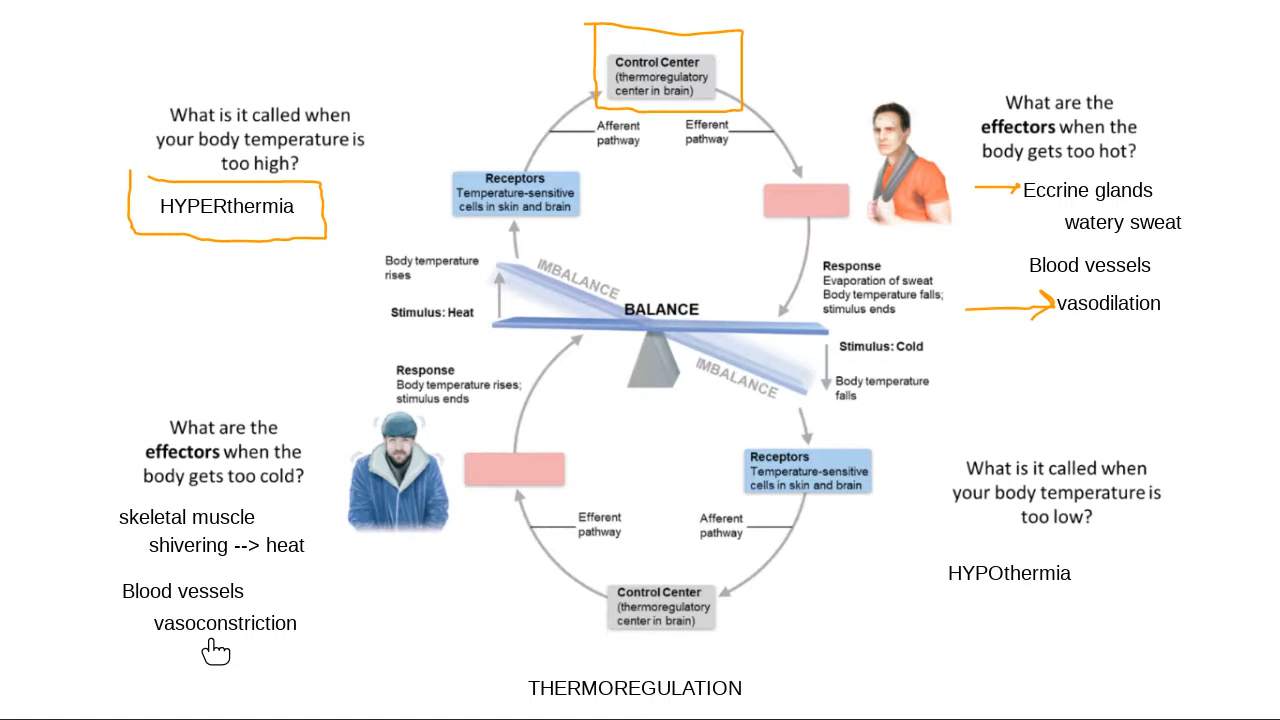 Control Center
(thermoregulatory
center in brain)
What is it called when
your body temperature is
too high?
HYPERthermia
Afferent
pathway
Efferent
pathway
What are the
effectors when the
body gets too hot?
Eccrine glands
watery sweat
Blood vessels
vasodilation
Receptors
Temperature-sensitive
cells in skin and brain
Body temperature
rises
IMBALANCE
Stimulus: Heat
BALANCE
Response
Evaporation of sweat
Body temperature falls;
stimulus ends
Stimulus: Cold
IMBALANCE
Body temperature
falls
Response
Body temperature rises;
stimulus ends
What are the
effectors when the
body gets too cold?
skeletal muscle
shivering --> heat
Blood vessels
vasoconstriction
Receptors
Temperature-sensitive
cells in skin and brain
Efferent
pathway
Afferent
pathway
What is it called when
your body temperature is
too low?
HYPOthermia
Control Center
(thermoregulatory
center in brain)
THERMOREGULATION